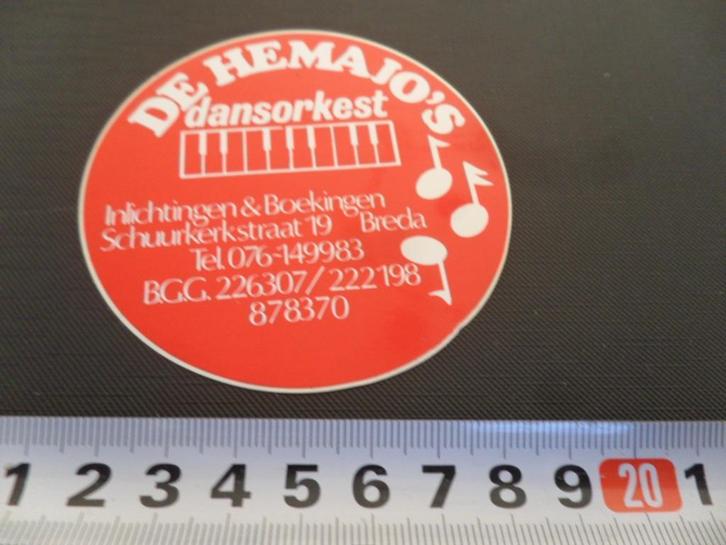 DE HEMAJO'S
dansorkest
Inlichtingen & Boekingen
Schuurkerkstraat 19 Breda
Tel. 076-149983
B.G.G. 226307/222198
878370
1 2 3 4 5 6 7 8 9 20 1